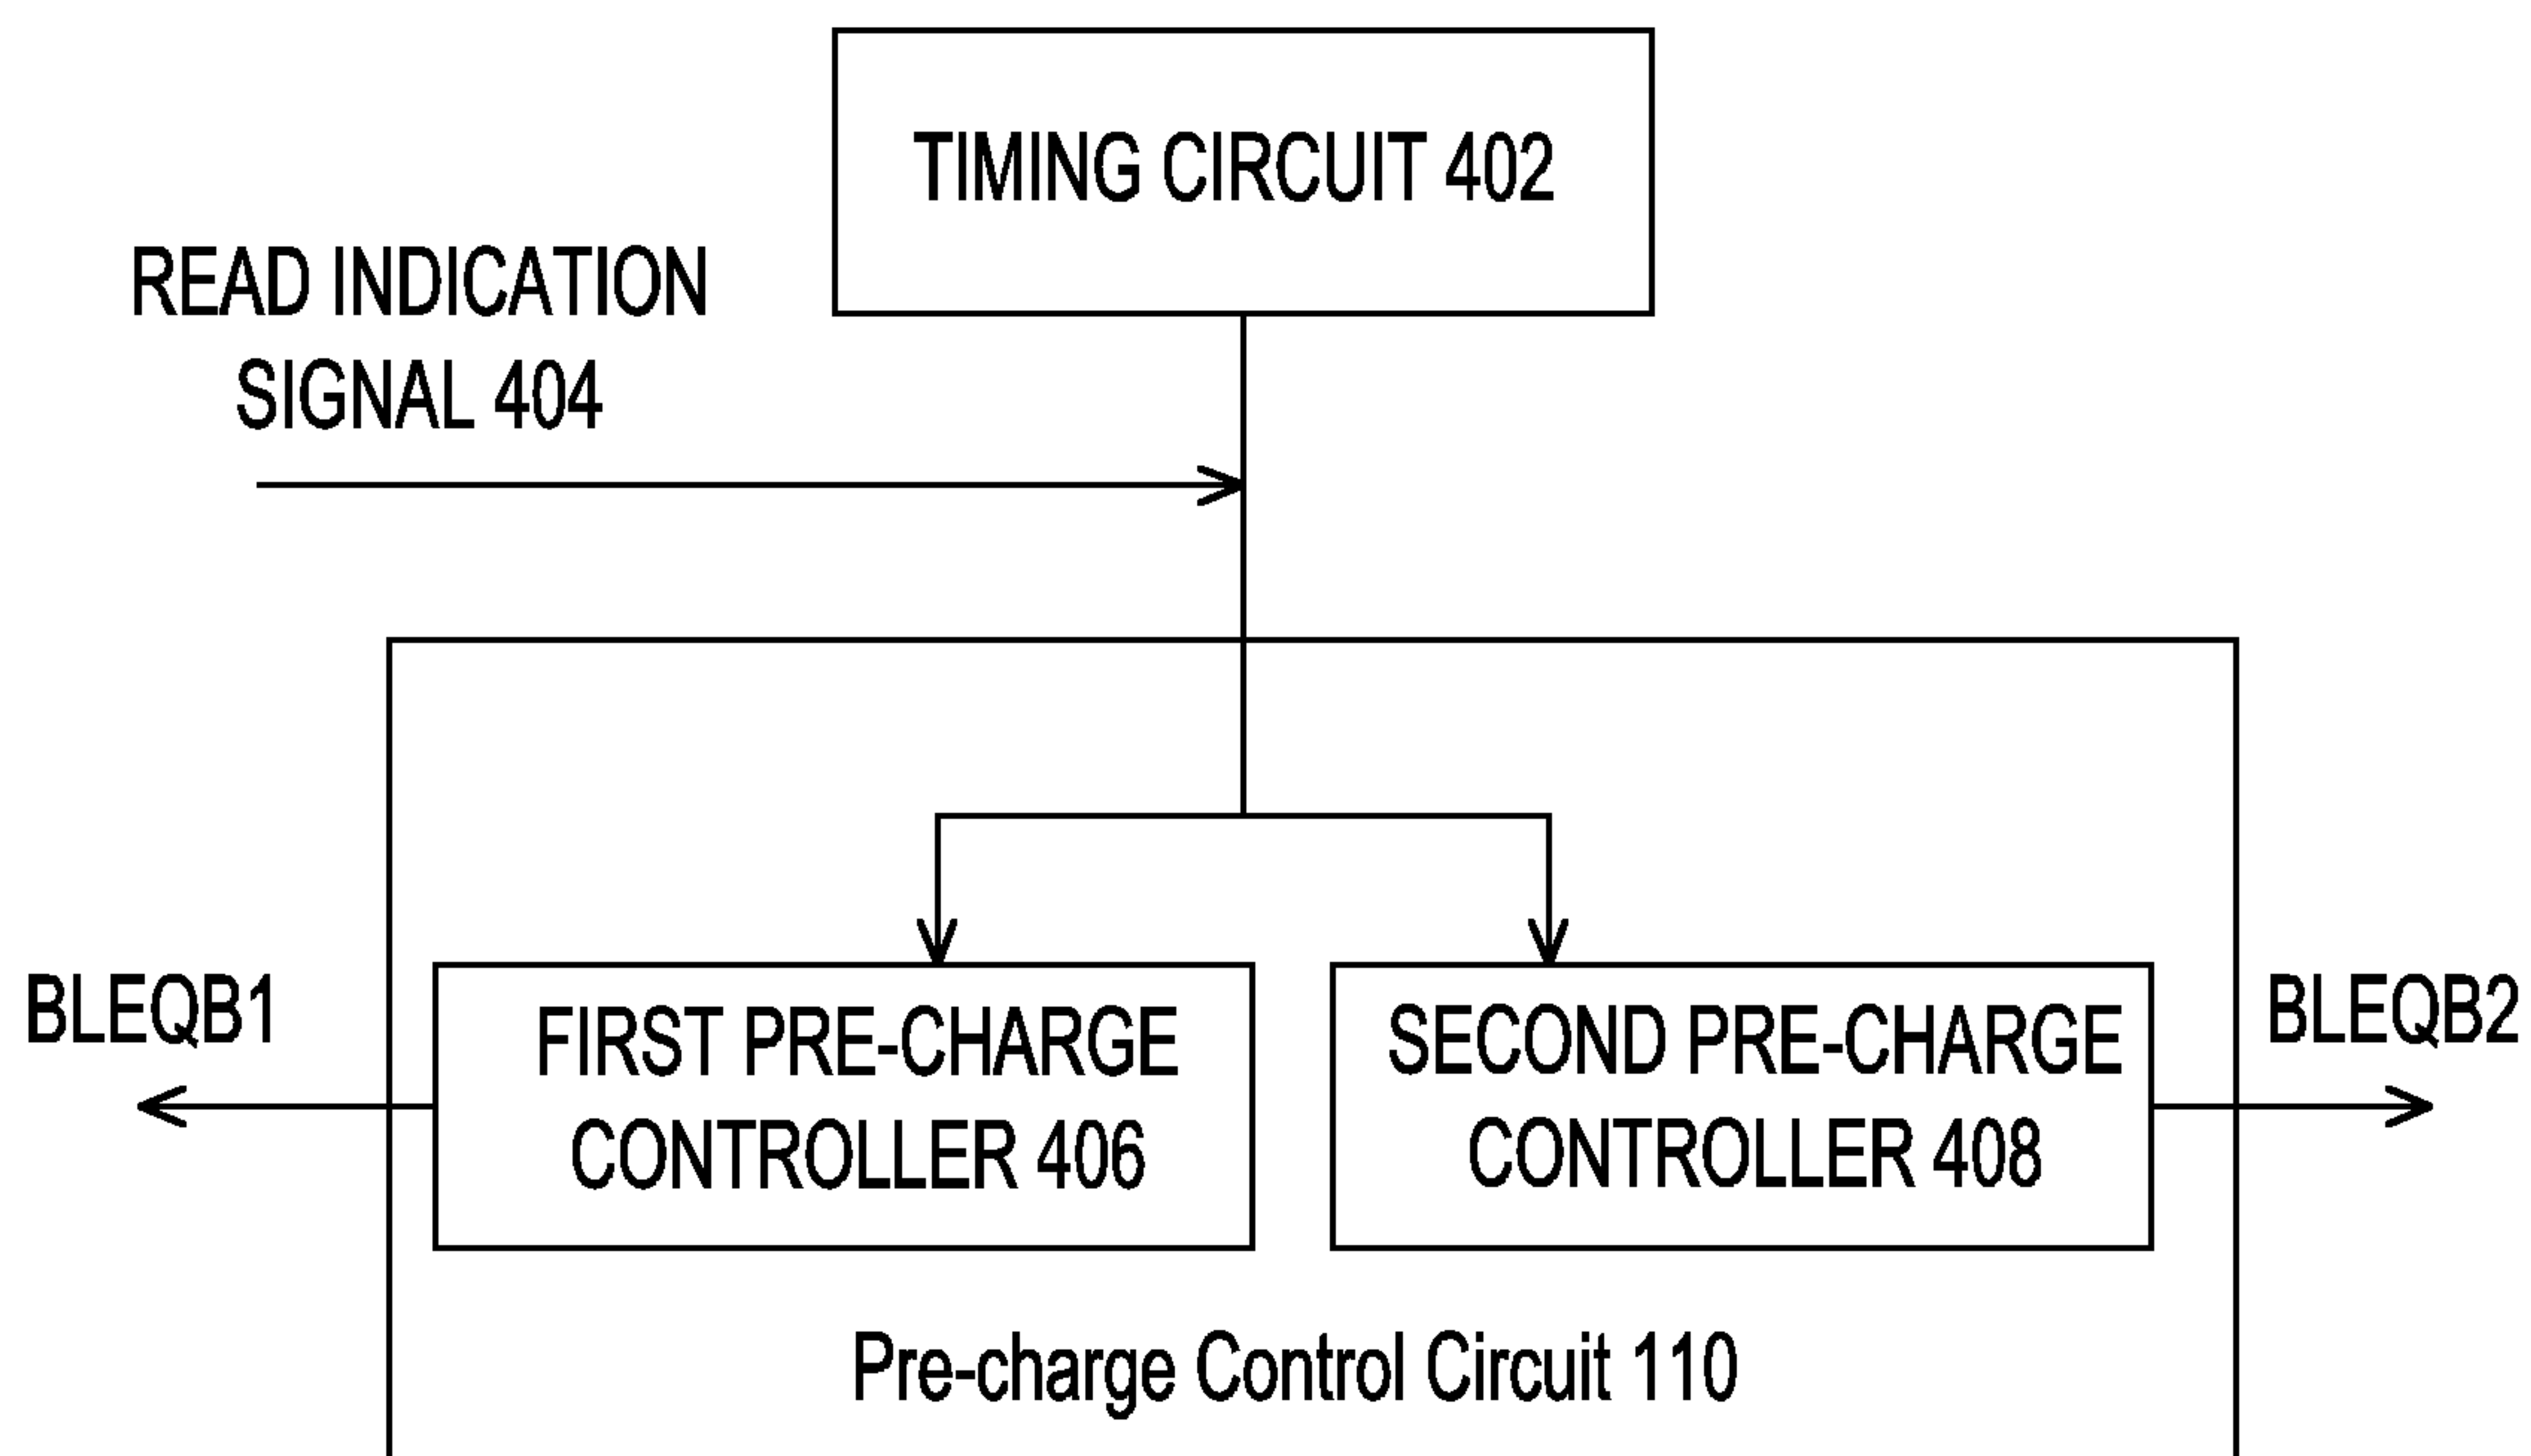 TIMING CIRCUIT 402
READ INDICATION
SIGNAL 404
BLEQB1
FIRST PRE-CHARGE
CONTROLLER 406
SECOND PRE-CHARGE
CONTROLLER 408
BLEQB2
Pre-charge Control Circuit 110